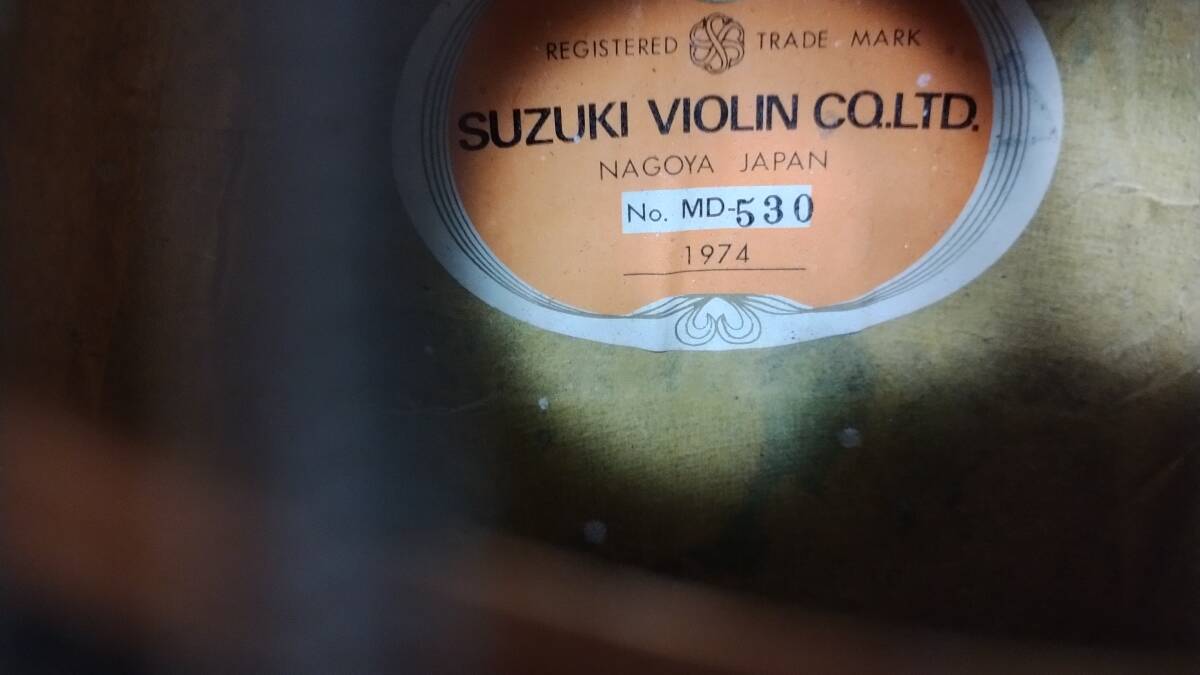 REGISTERED TRADE MARK
SUZUKI VIOLIN CO.LTD.
NAGOYA JAPAN
No. MD-530
1974